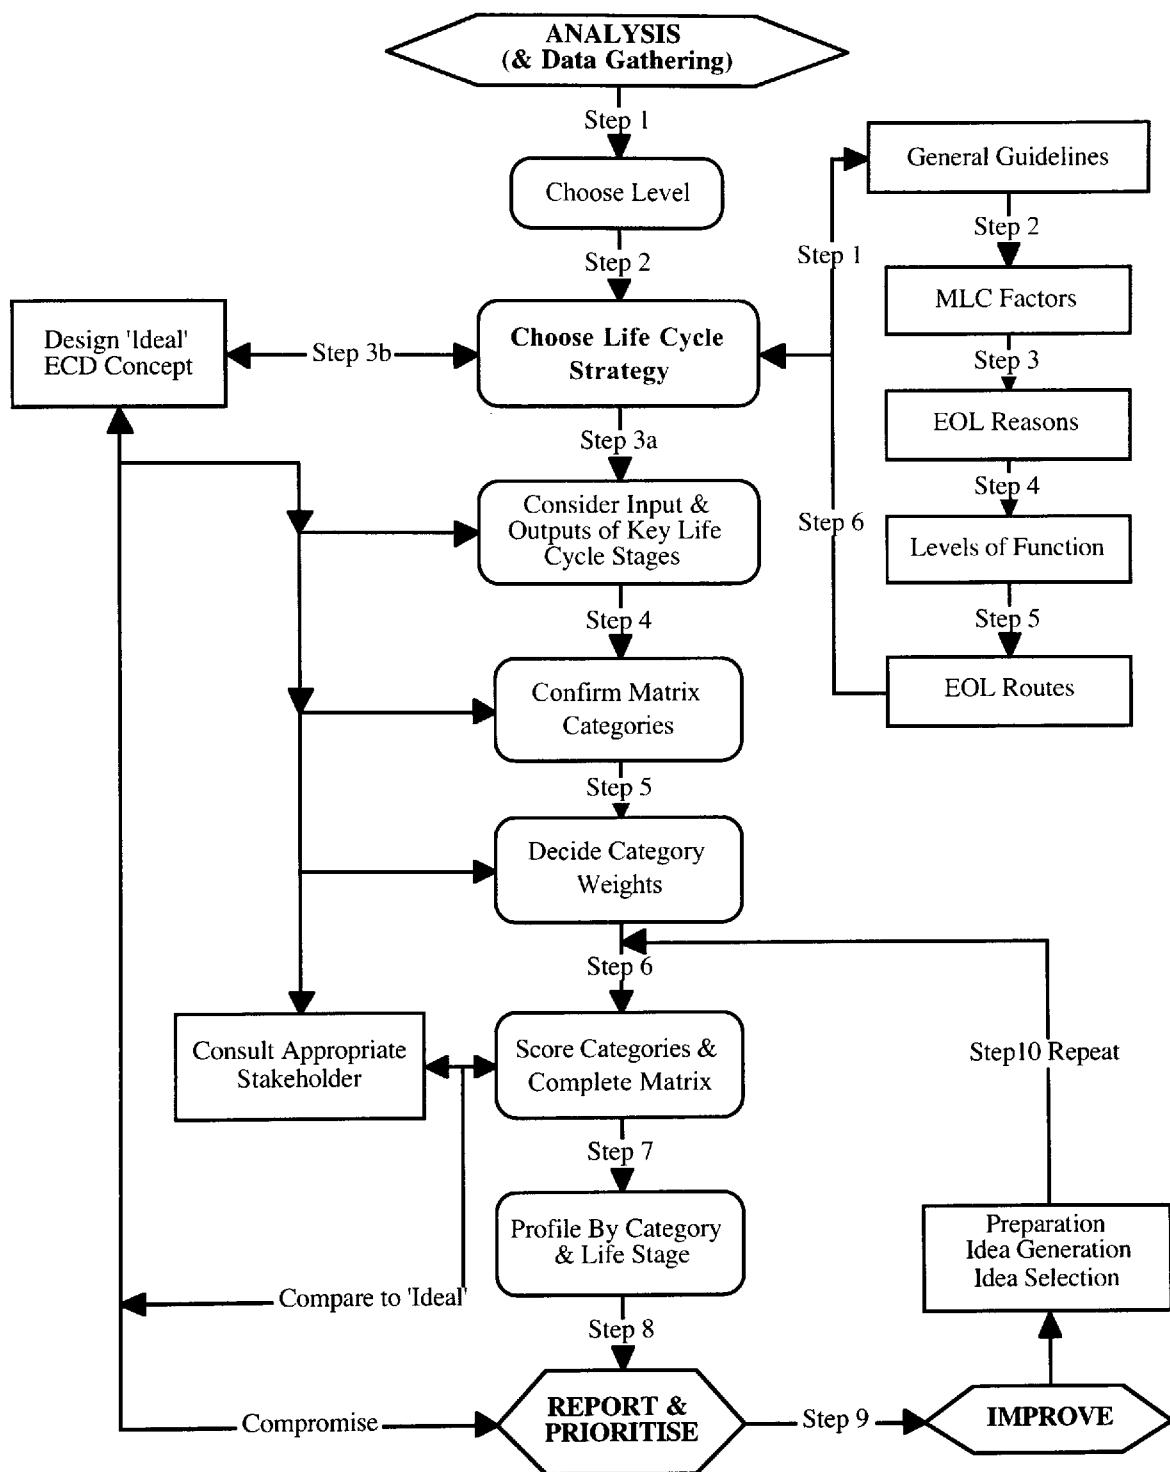 ANALYSIS
(& Data Gathering)
Step 1
Choose Level
Step 2
Choose Life Cycle
Strategy
General Guidelines
Step 2
MLC Factors
Step 3
EOL Reasons
Step 4
Levels of Function
Step 5
EOL Routes
Step 1
Step 6
Design 'Ideal'
ECD Concept
Step 3b
Step 3a
Consider Input &
Outputs of Key Life
Cycle Stages
Step 4
Confirm Matrix
Categories
Step 5
Decide Category
Weights
Step 6
Consult Appropriate
Stakeholder
Score Categories &
Complete Matrix
Step10 Repeat
Step 7
Profile By Category
& Life Stage
Preparation
Idea Generation
Idea Selection
Compare to 'Ideal'
Step 8
Compromise
REPORT &
PRIORITISE
Step 9
IMPROVE